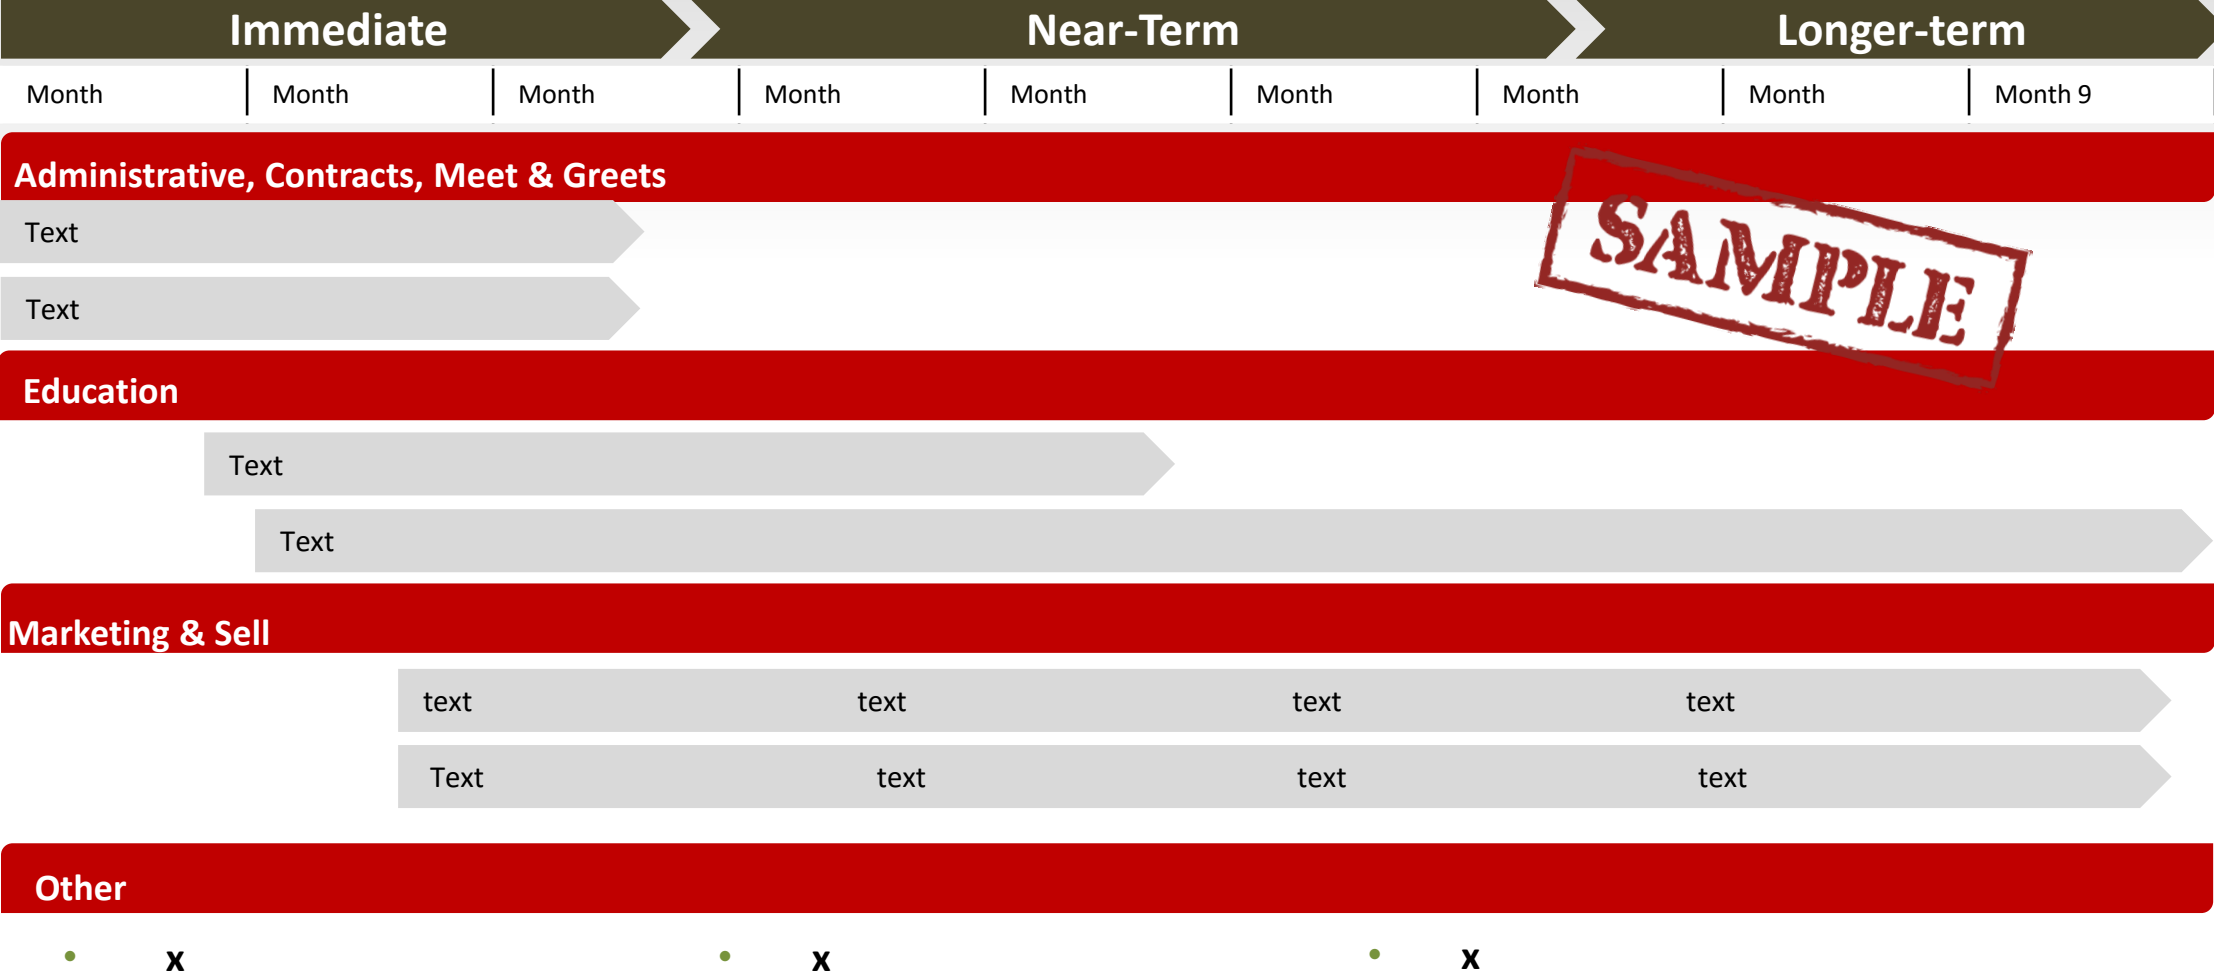 Immediate Near-Term Longer-term
Month Month Month Month Month Month Month Month Month 9
Administrative, Contracts, Meet & Greets
SAMPLE
Text
Text
Education
Text
Text
Marketing & Sell
text text text text
Text text text text
Other
• x • x • x